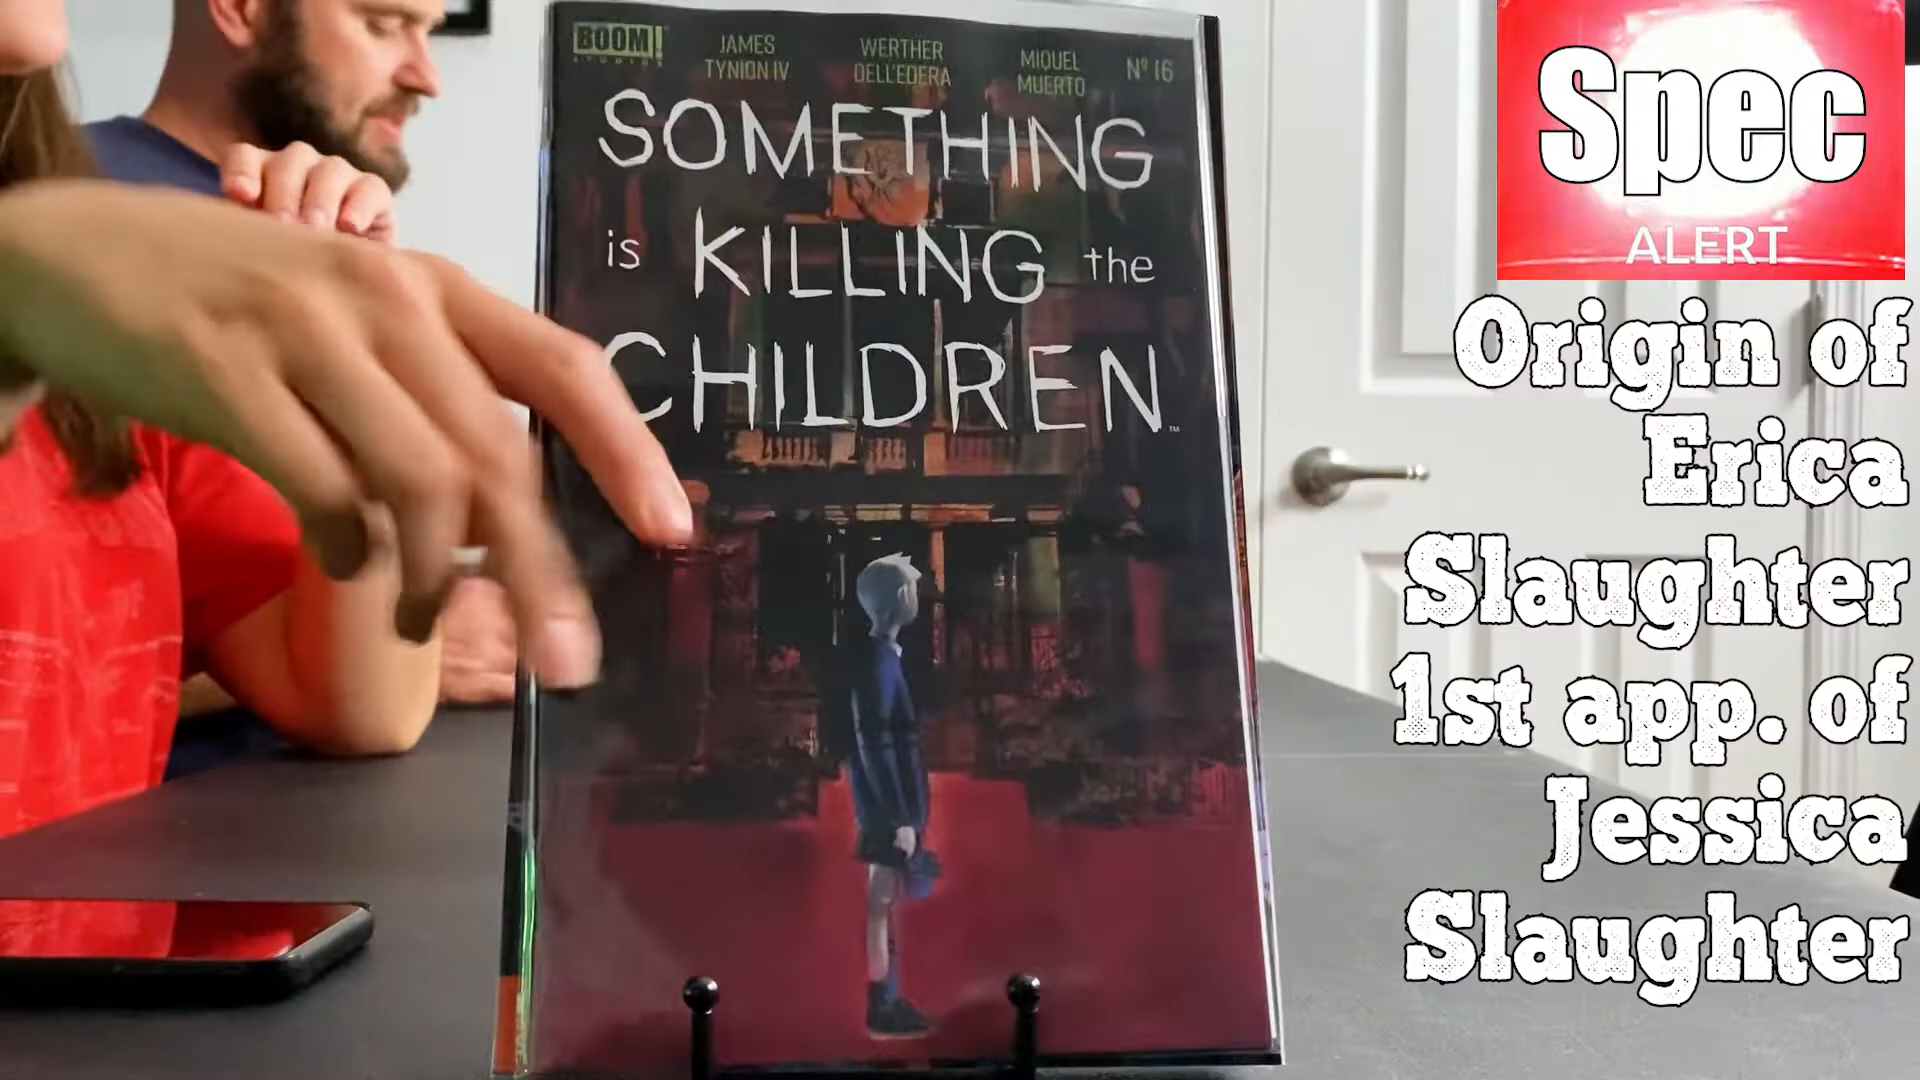 BOOM!
STUDIOS
JAMES
TYNION IV
WERTHER
DELL'EDERA
MIQUEL
MUERTO
Nº 16
SOMETHING
is KILLING the
CHILDREN™
Spec
ALERT
Origin of
Erica
Slaughter
1st app. of
Jessica
Slaughter